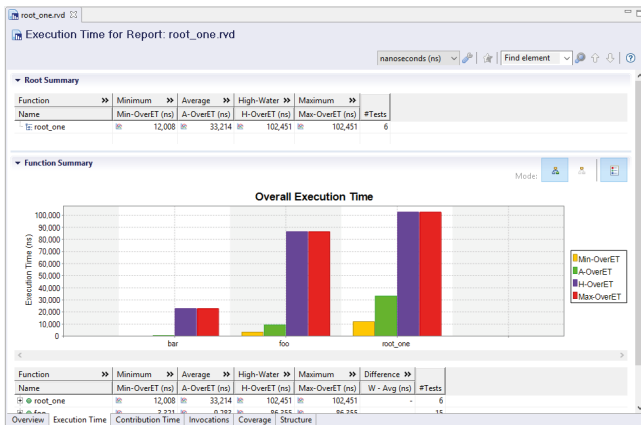 root_one.rvd
Execution Time for Report: root_one.rvd
nanoseconds (ns) Find element
Root Summary
Function >> Minimum >> Average >> High-Water >> Maximum >>
Name Min-OverET (ns) A-OverET (ns) H-OverET (ns) Max-OverET (ns) #Tests
root_one 12,008 33,214 102,451 102,451 6
Function Summary
Mode:
Overall Execution Time
Execution Time (ns)
100,000
90,000
80,000
70,000
60,000
50,000
40,000
30,000
20,000
10,000
0
bar foo root_one
Min-OverET
A-OverET
H-OverET
Max-OverET
Function >> Minimum >> Average >> High-Water >> Maximum >> Difference >>
Name Min-OverET (ns) A-OverET (ns) H-OverET (ns) Max-OverET (ns) W - Avg (ns) #Tests
root_one 12,008 33,214 102,451 102,451 - 6
Overview Execution Time Contribution Time Invocations Coverage Structure